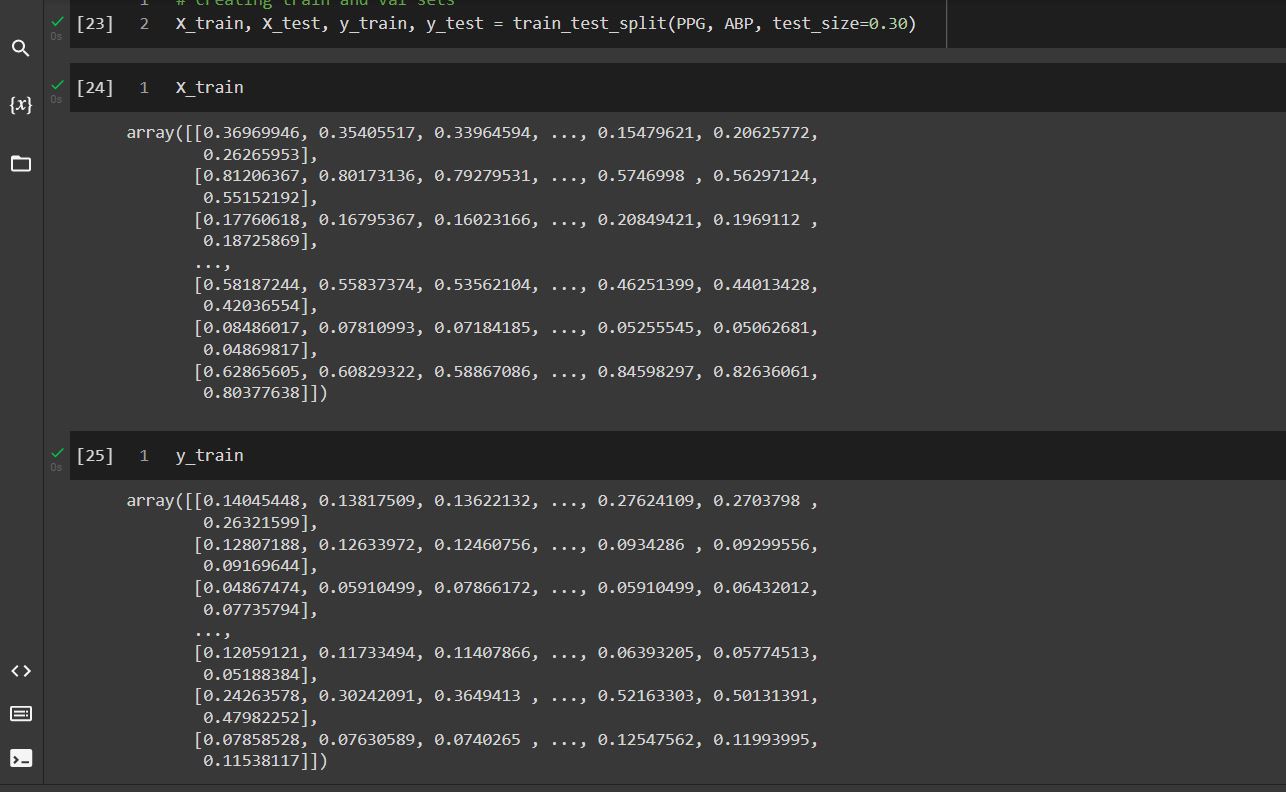 1 # Creating train and val sets
[23] 2 X_train, X_test, y_train, y_test = train_test_split(PPG, ABP, test_size=0.30)
0s
[24] 1 X_train
0s
{x}
array([[0.36969946, 0.35405517, 0.33964594, ..., 0.15479621, 0.20625772,
0.26265953],
[0.81206367, 0.80173136, 0.79279531, ..., 0.5746998 , 0.56297124,
0.55152192],
[0.17760618, 0.16795367, 0.16023166, ..., 0.20849421, 0.1969112 ,
0.18725869],
...,
[0.58187244, 0.55837374, 0.53562104, ..., 0.46251399, 0.44013428,
0.42036554],
[0.08486017, 0.07810993, 0.07184185, ..., 0.05255545, 0.05062681,
0.04869817],
[0.62865605, 0.60829322, 0.58867086, ..., 0.84598297, 0.82636061,
0.80377638]])
[25] 1 y_train
0s
array([[0.14045448, 0.13817509, 0.13622132, ..., 0.27624109, 0.2703798 ,
0.26321599],
[0.12807188, 0.12633972, 0.12460756, ..., 0.0934286 , 0.09299556,
0.09169644],
[0.04867474, 0.05910499, 0.07866172, ..., 0.05910499, 0.06432012,
0.07735794],
...,
[0.12059121, 0.11733494, 0.11407866, ..., 0.06393205, 0.05774513,
0.05188384],
[0.24263578, 0.30242091, 0.3649413 , ..., 0.52163303, 0.50131391,
0.47982252],
[0.07858528, 0.07630589, 0.0740265 , ..., 0.12547562, 0.11993995,
0.11538117]])